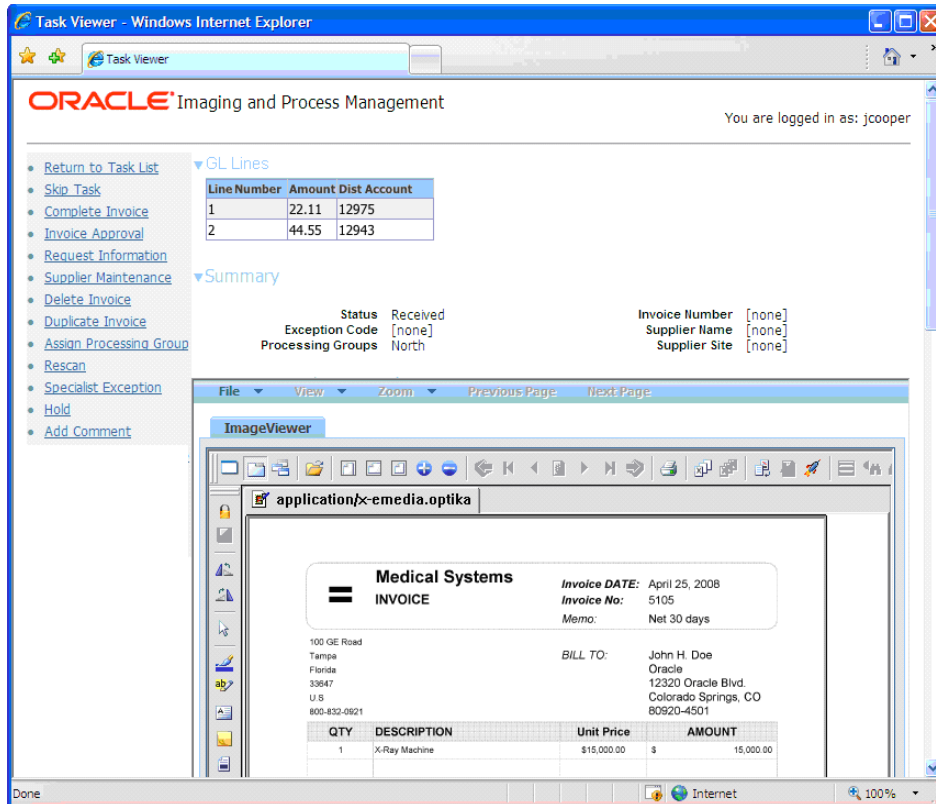 Task Viewer - Windows Internet Explorer
Task Viewer
ORACLE Imaging and Process Management
You are logged in as: jcooper
Return to Task List
Skip Task
Complete Invoice
Invoice Approval
Request Information
Supplier Maintenance
Delete Invoice
Duplicate Invoice
Assign Processing Group
Rescan
Specialist Exception
Hold
Add Comment
GL Lines
Line Number Amount Dist Account
1 22.11 12975
2 44.55 12943
Summary
Status Received
Exception Code [none]
Processing Groups North
Invoice Number [none]
Supplier Name [none]
Supplier Site [none]
File View Zoom Previous Page Next Page
ImageViewer
application/x-emedia.optika
Medical Systems
INVOICE
Invoice DATE: April 25, 2008
Invoice No: 5105
Memo: Net 30 days
100 GE Road
Tampa
Florida
33647
U.S
800-832-0921
BILL TO: John H. Doe
Oracle
12320 Oracle Blvd.
Colorado Springs, CO
80920-4501
QTY DESCRIPTION Unit Price AMOUNT
1 X-Ray Machine $15,000.00 $ 15,000.00
Done
Internet
100%